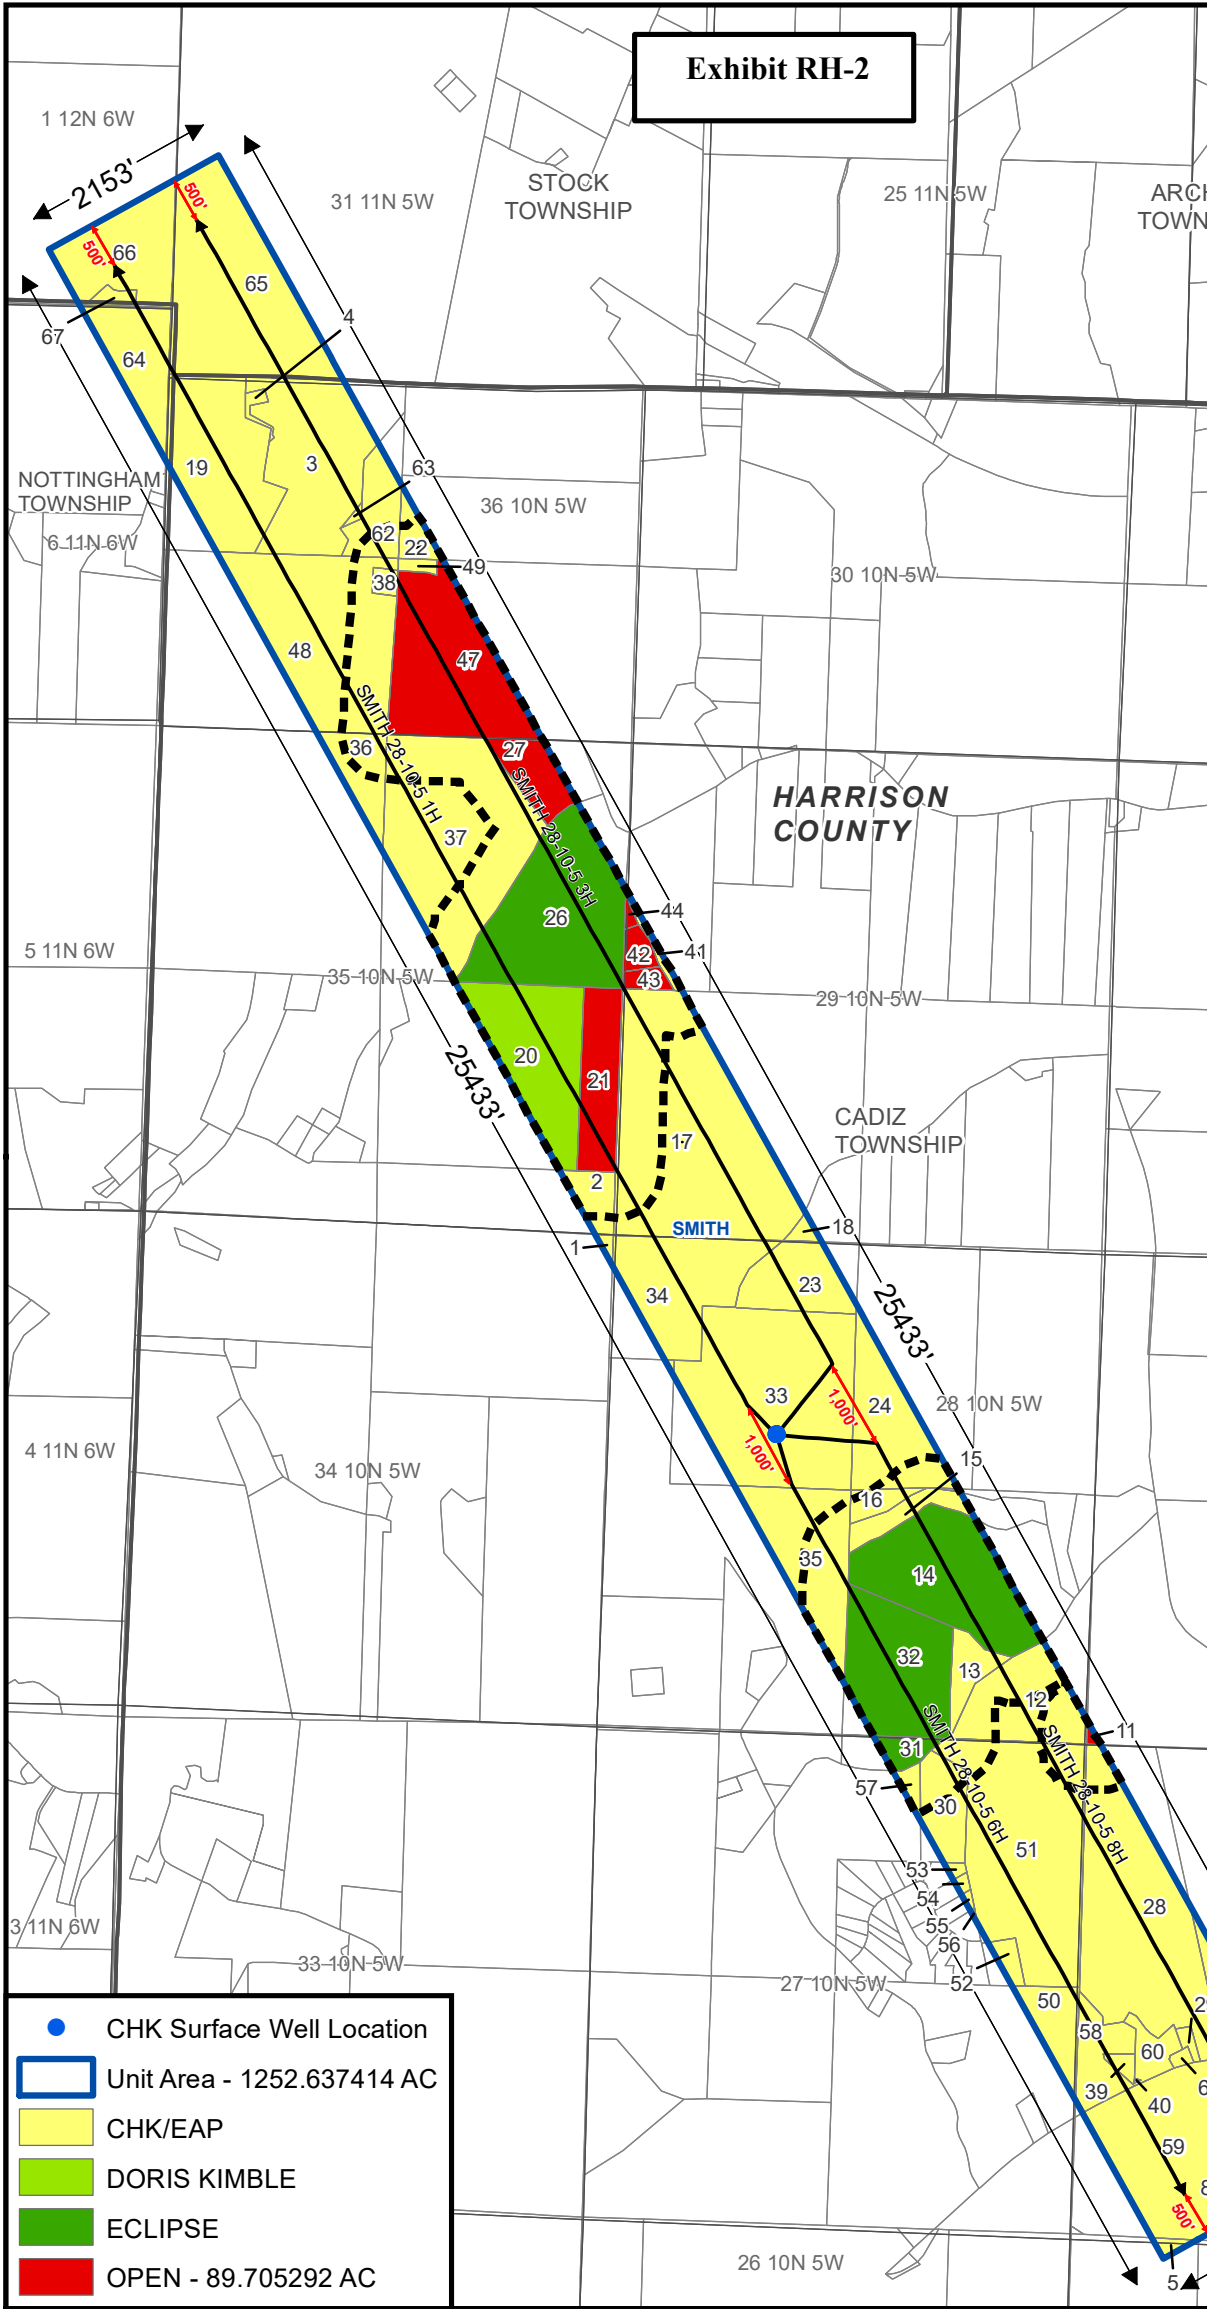 Exhibit RH-2
1 12N 6W
2153'
500'
500'
66
65
67
64
4
31 11N 5W
STOCK
TOWNSHIP
25 11N 5W
NOTTINGHAM
TOWNSHIP
6 11N 6W
19
3
63
36 10N 5W
62
22
49
38
30 10N 5W
48
47
SMITH 28-10-5 1H
36
27
SMITH 28-10-5 3H
HARRISON
COUNTY
37
26
44
42
41
43
5 11N 6W
35 10N 5W
29 10N 5W
25433'
20
21
CADIZ
TOWNSHIP
17
2
SMITH
18
1
34
23
25433'
33
1,000'
24
28 10N 5W
1,000'
4 11N 6W
34 10N 5W
15
16
35
14
32
13
12
11
SMITH 28-10-5 6H
SMITH 28-10-5 8H
31
57
30
51
53
54
55
56
52
28
3 11N 6W
33 10N 5W
27 10N 5W
50
58
60
39
40
59
500'
5
26 10N 5W
CHK Surface Well Location
Unit Area - 1252.637414 AC
CHK/EAP
DORIS KIMBLE
ECLIPSE
OPEN - 89.705292 AC